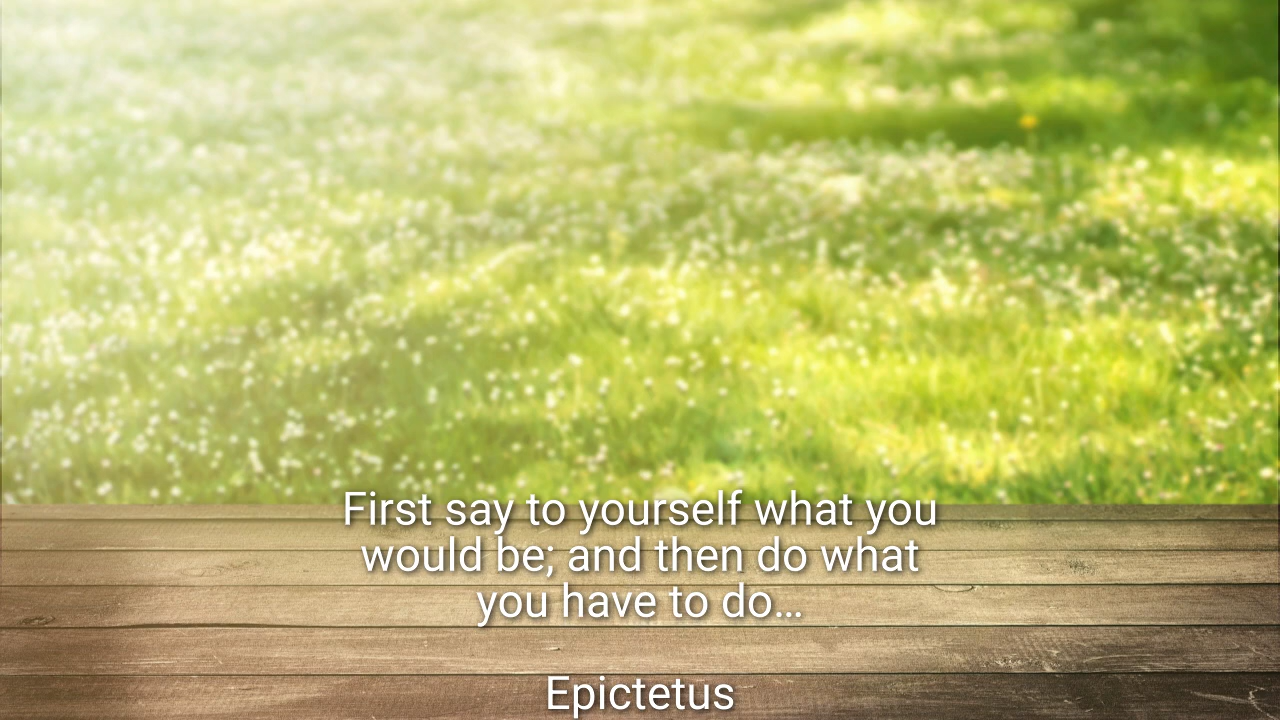 First say to yourself what you
would be; and then do what
you have to do...
Epictetus